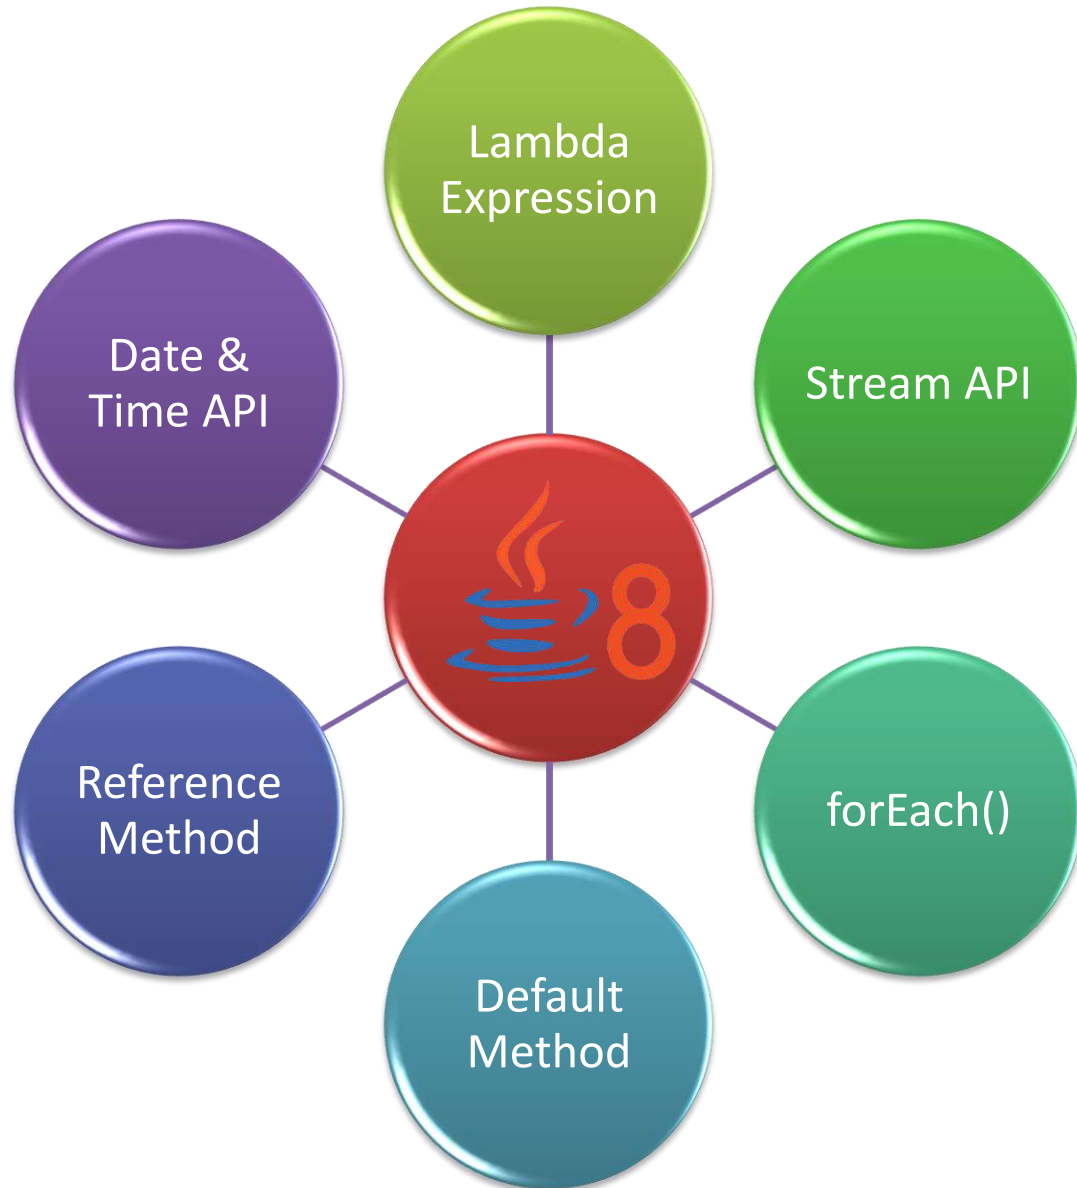 Lambda
Expression
Date &
Time API
Stream API
8
Reference
Method
forEach()
Default
Method